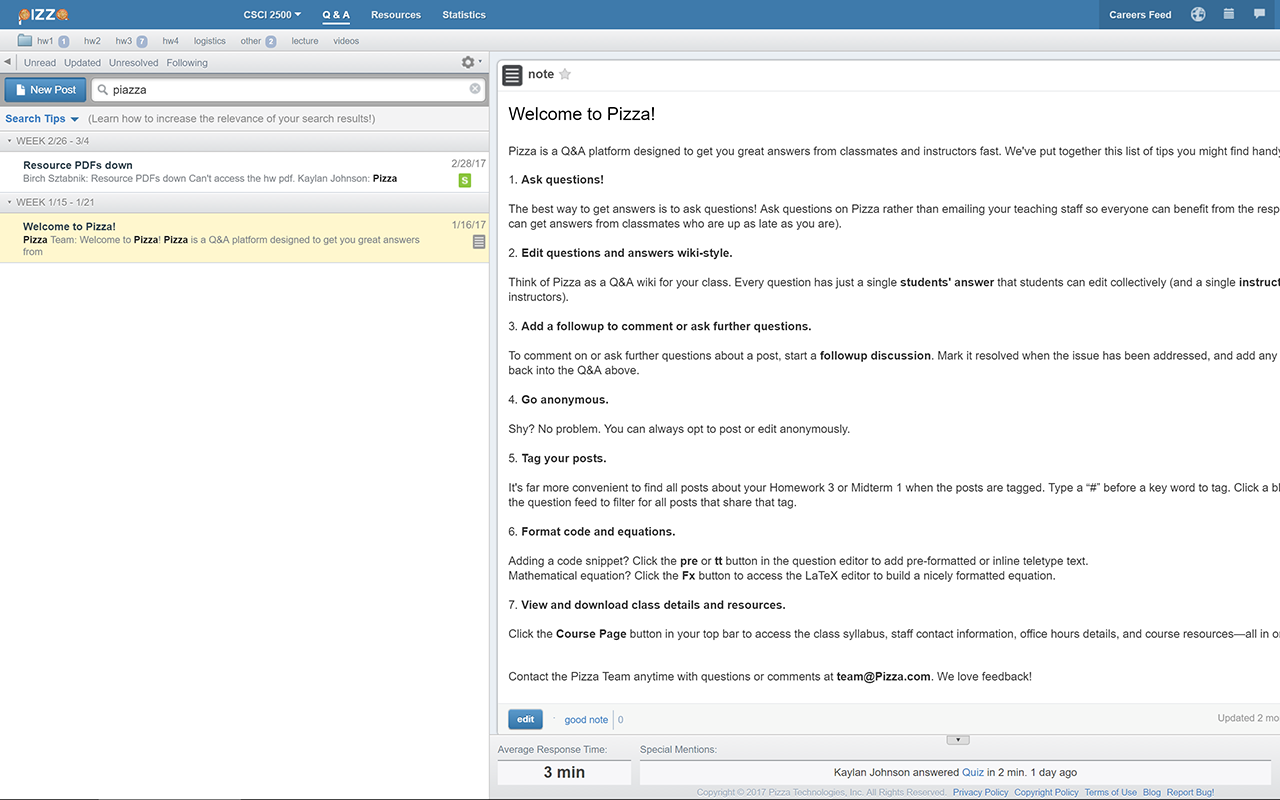 PIZZA
CSCI 2500 Q & A Resources Statistics Careers Feed
hw1 1 hw2 hw3 7 hw4 logistics other 2 lecture videos
Unread Updated Unresolved Following
New Post piazza
Search Tips (Learn how to increase the relevance of your search results!)
WEEK 2/26 - 3/4
Resource PDFs down 2/28/17
Birch Sztabnik: Resource PDFs down Can't access the hw pdf. Kaylan Johnson: Pizza S
WEEK 1/15 - 1/21
Welcome to Pizza! 1/16/17
Pizza Team: Welcome to Pizza! Pizza is a Q&A platform designed to get you great answers
from
note
Welcome to Pizza!
Pizza is a Q&A platform designed to get you great answers from classmates and instructors fast. We've put together this list of tips you might find handy
1. Ask questions!
The best way to get answers is to ask questions! Ask questions on Pizza rather than emailing your teaching staff so everyone can benefit from the resp
can get answers from classmates who are up as late as you are).
2. Edit questions and answers wiki-style.
Think of Pizza as a Q&A wiki for your class. Every question has just a single students' answer that students can edit collectively (and a single instruct
instructors).
3. Add a followup to comment or ask further questions.
To comment on or ask further questions about a post, start a followup discussion. Mark it resolved when the issue has been addressed, and add any
back into the Q&A above.
4. Go anonymous.
Shy? No problem. You can always opt to post or edit anonymously.
5. Tag your posts.
It's far more convenient to find all posts about your Homework 3 or Midterm 1 when the posts are tagged. Type a “#” before a key word to tag. Click a bl
the question feed to filter for all posts that share that tag.
6. Format code and equations.
Adding a code snippet? Click the pre or tt button in the question editor to add pre-formatted or inline teletype text.
Mathematical equation? Click the Fx button to access the LaTeX editor to build a nicely formatted equation.
7. View and download class details and resources.
Click the Course Page button in your top bar to access the class syllabus, staff contact information, office hours details, and course resources—all in o
Contact the Pizza Team anytime with questions or comments at team@Pizza.com. We love feedback!
edit · good note 0 Updated 2 mo
Average Response Time: Special Mentions:
3 min Kaylan Johnson answered Quiz in 2 min. 1 day ago
Copyright © 2017 Pizza Technologies, Inc. All Rights Reserved. Privacy Policy Copyright Policy Terms of Use Blog Report Bug!